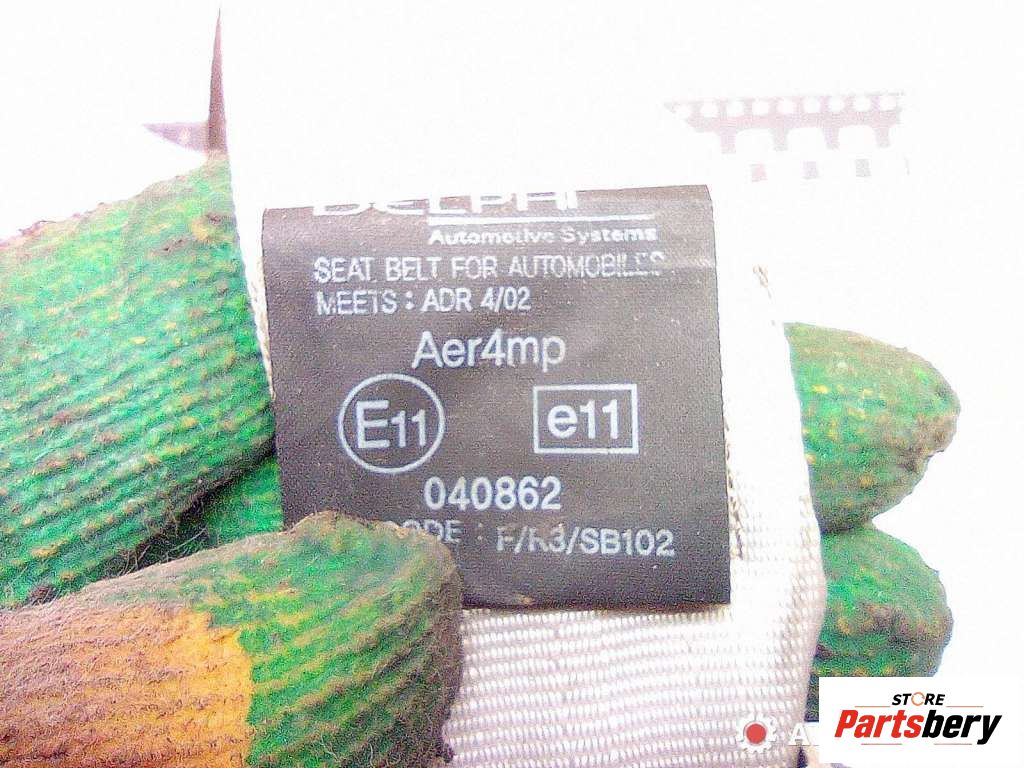 DELPHI
Automotive Systems
SEAT BELT FOR AUTOMOBILES
MEETS : ADR 4/02
Aer4mp
E11 e11
040862
: F/R3/SB102
STORE
Partsbery